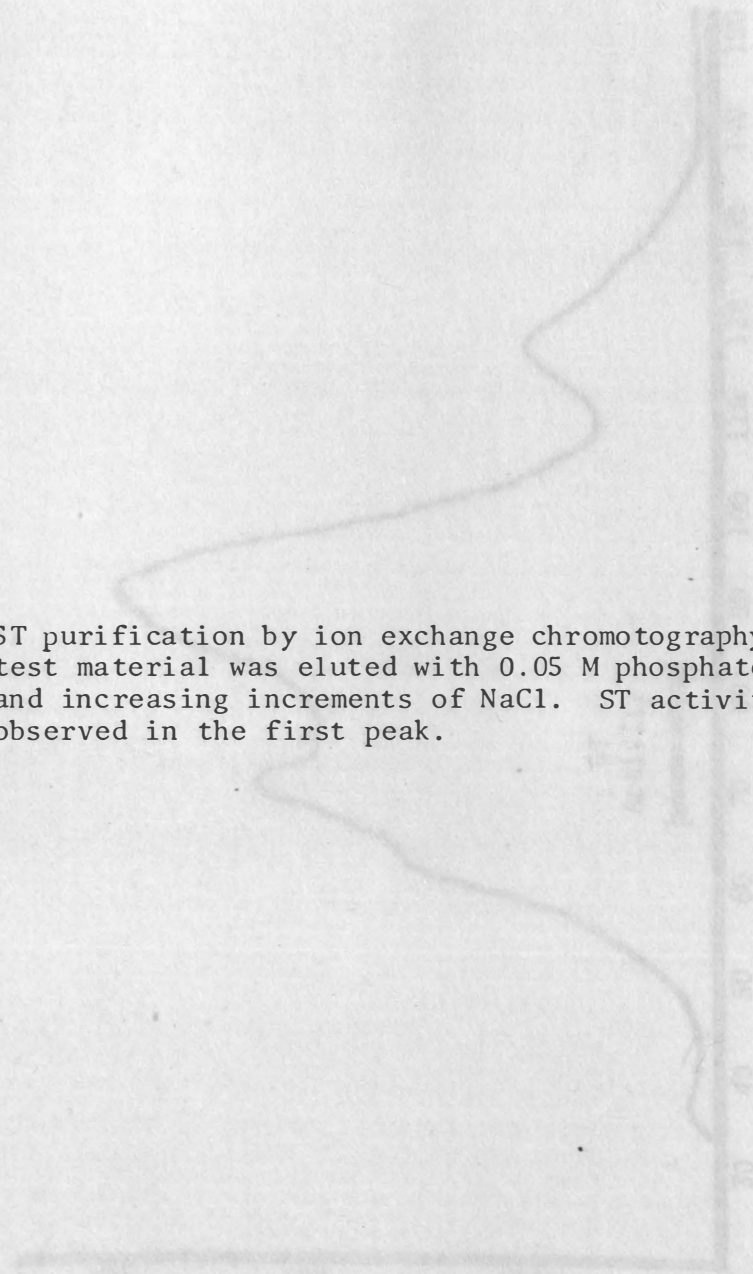 ST purification by ion exchange chromotography
test material was eluted with 0.05 M phosphate
and increasing increments of NaCl. ST activi
observed in the first peak.